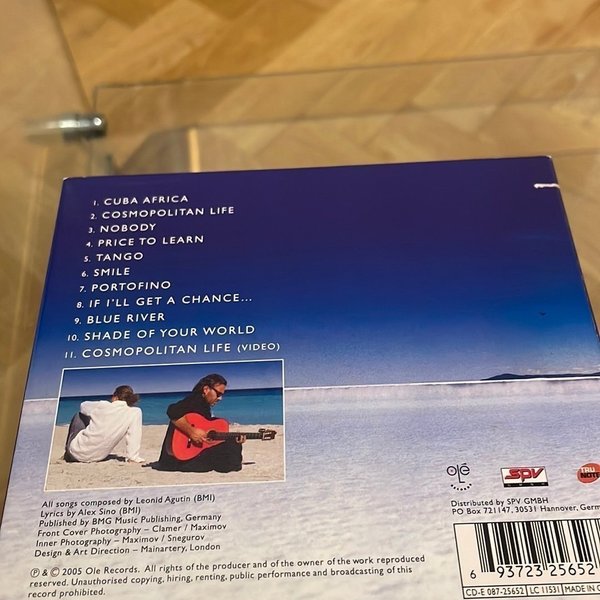 1. CUBA AFRICA
2. COSMOPOLITAN LIFE
3. NOBODY
4. PRICE TO LEARN
5. TANGO
6. SMILE
7. PORTOFINO
8. IF I'LL GET A CHANCE...
9. BLUE RIVER
10. SHADE OF YOUR WORLD
11. COSMOPOLITAN LIFE (VIDEO)
All songs composed by Leonid Agutin (BMI)
Lyrics by Alex Sino (BMI)
Published by BMG Music Publishing, Germany
Front Cover Photography – Clamer / Maximov
Inner Photography – Maximov / Snegurov
Design & Art Direction – Mainartery, London
℗ & © 2005 Ole Records. All rights of the producer and of the owner of the work reproduced
reserved. Unauthorised copying, hiring, renting, public performance and broadcasting of this
record prohibited.
olé
SPV
TRU
NOTE
Distributed by SPV GMBH
PO Box 721147, 30531 Hannover, Germ
6 93723 25652
CD-E 087-25652 LC 11531 MADE IN